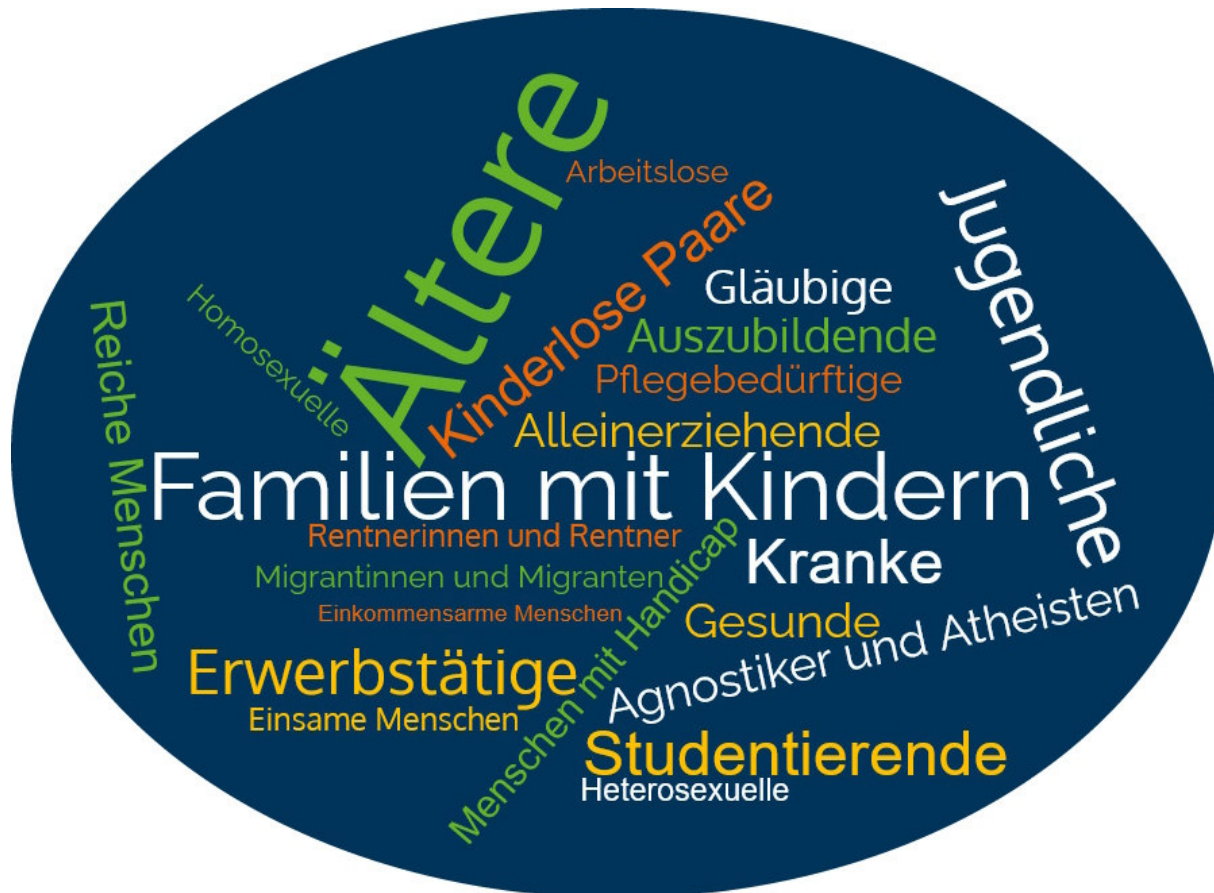 Ältere
Arbeitslose
Kinderlose Paare
Jugendliche
Gläubige
Homosexuelle
Reiche Menschen
Auszubildende
Pflegebedürftige
Alleinerziehende
Familien mit Kindern
Rentnerinnen und Rentner
Kranke
Migrantinnen und Migranten
Einkommensarme Menschen
Gesunde
Menschen mit Handicap
Agnostiker und Atheisten
Erwerbstätige
Einsame Menschen
Studentierende
Heterosexuelle